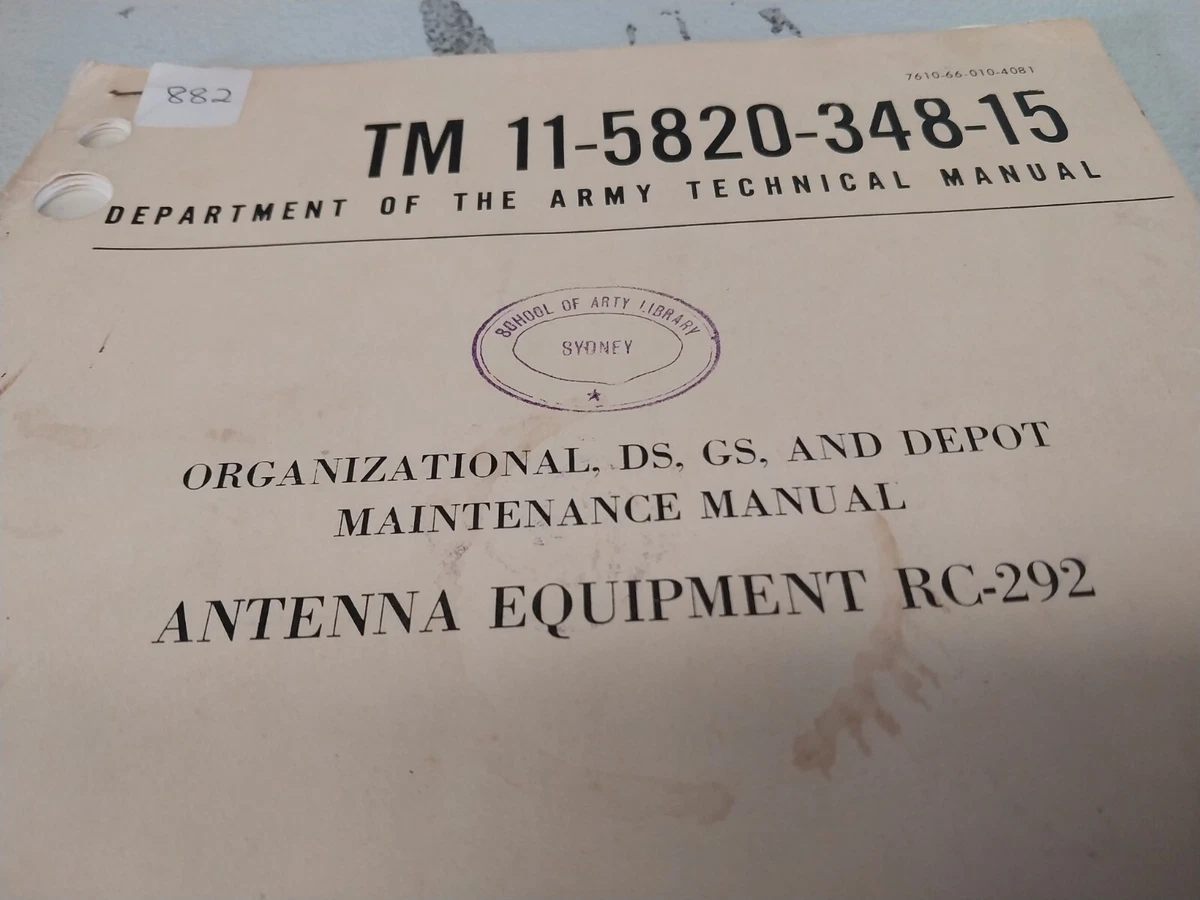 882
7610-66-010-4081
TM 11-5820-348-15
DEPARTMENT OF THE ARMY TECHNICAL MANUAL
SCHOOL OF ARTY LIBRARY
SYDNEY
ORGANIZATIONAL, DS, GS, AND DEPOT
MAINTENANCE MANUAL
ANTENNA EQUIPMENT RC-292